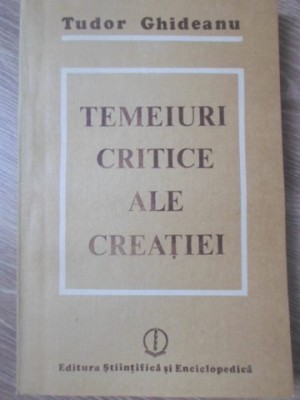 Tudor Ghideanu
TEMEIURI
CRITICE
ALE
CREAȚIEI
Editura Științifică și Enciclopedică